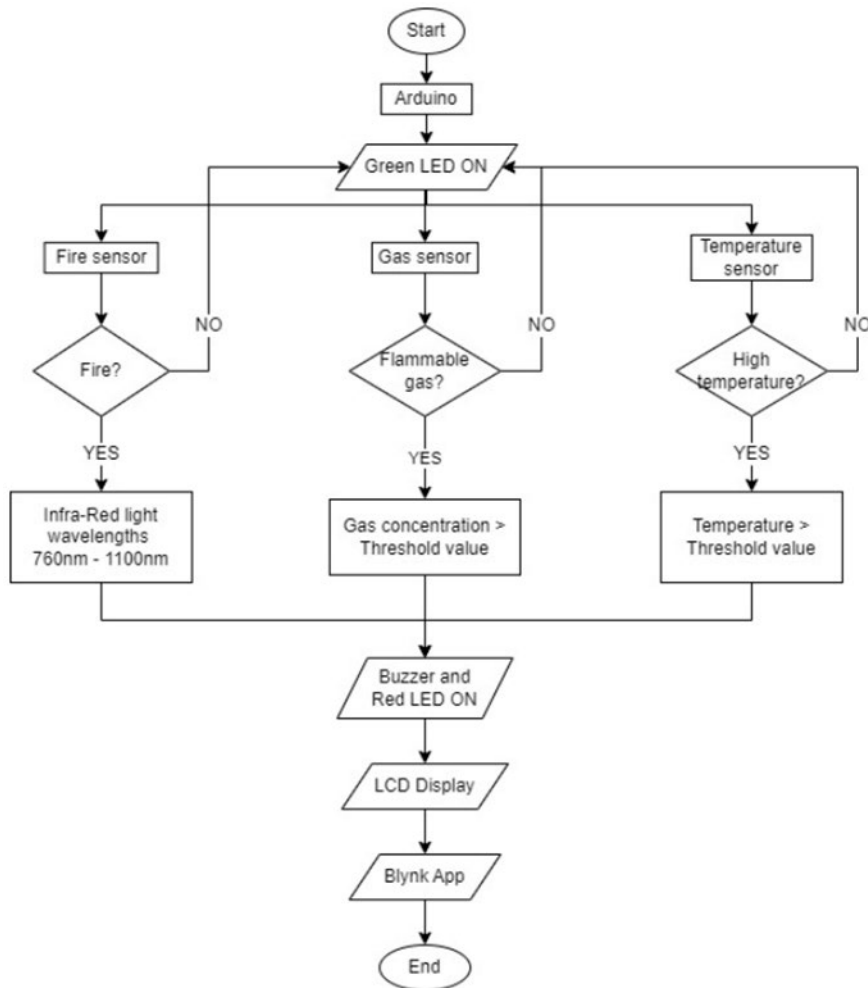 Start
Arduino
Green LED ON
Fire sensor
Gas sensor
Temperature
sensor
NO
NO
NO
Fire?
Flammable
gas?
High
temperature?
YES
YES
YES
Infra-Red light
wavelengths
760nm - 1100nm
Gas concentration >
Threshold value
Temperature >
Threshold value
Buzzer and
Red LED ON
LCD Display
Blynk App
End